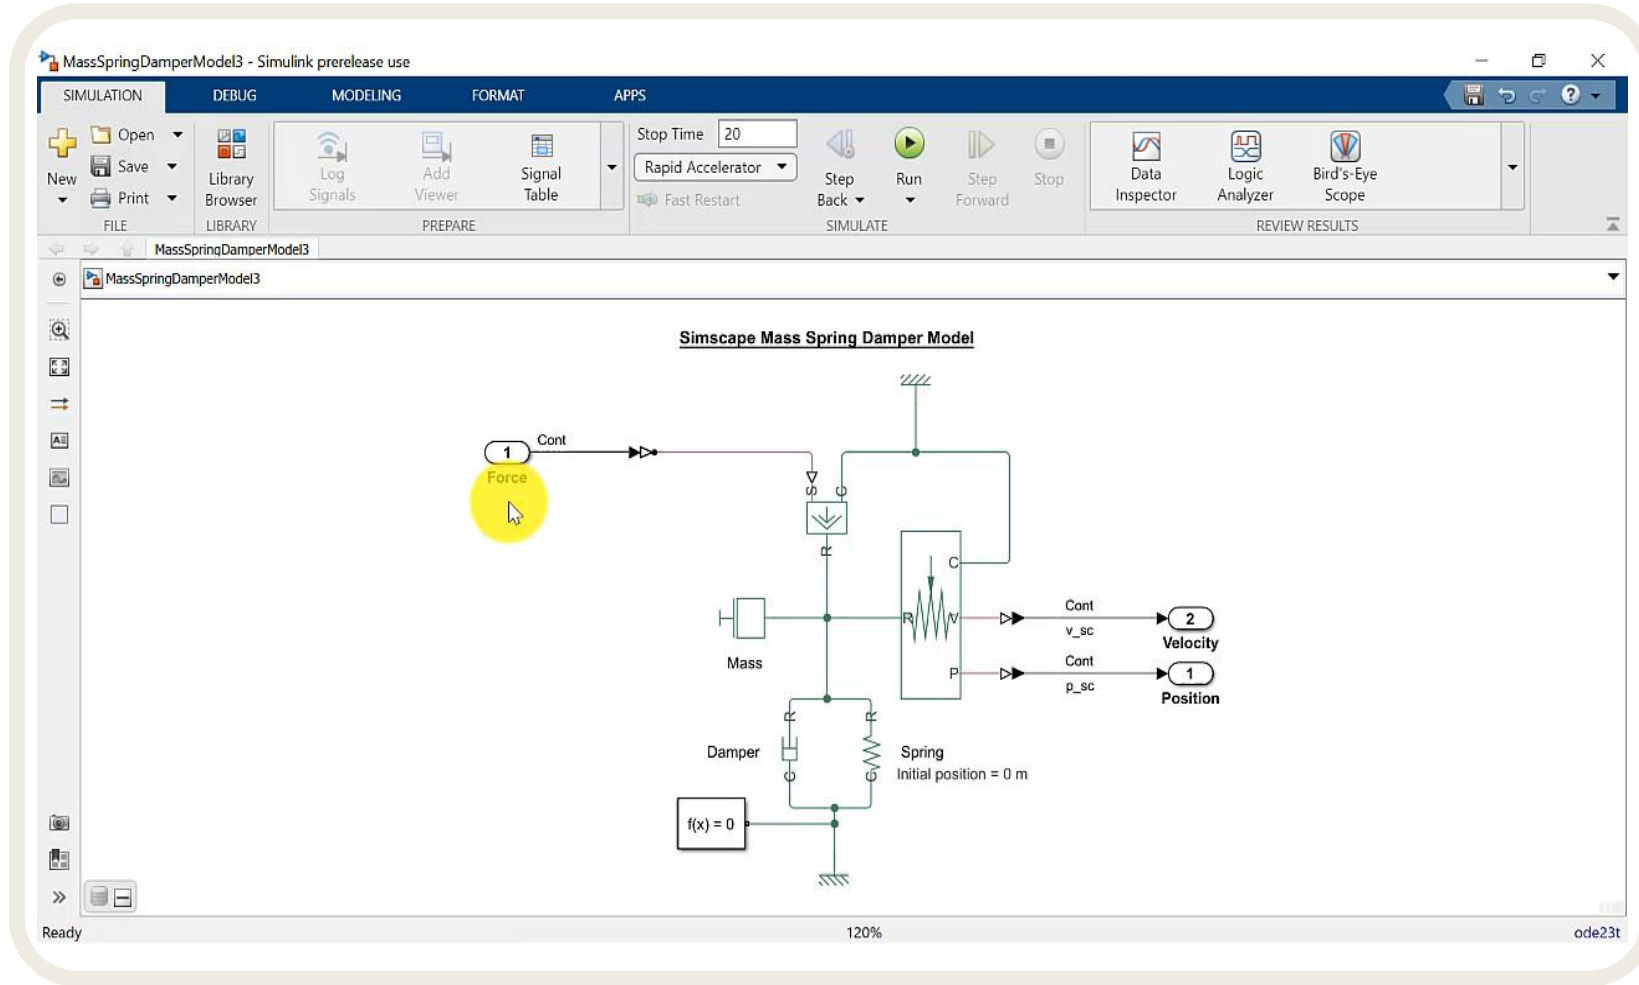 MassSpringDamperModel3 - Simulink prerelease use
SIMULATION DEBUG MODELING FORMAT APPS
New
Open
Save
Print
FILE
Library Browser
LIBRARY
Log Signals
Add Viewer
Signal Table
PREPARE
Stop Time 20
Rapid Accelerator
Fast Restart
Step Back
Run
Step Forward
Stop
SIMULATE
Data Inspector
Logic Analyzer
Bird's-Eye Scope
REVIEW RESULTS
MassSpringDamperModel3
MassSpringDamperModel3
Simscape Mass Spring Damper Model
1 Cont
Force
S C
R
C
R V
P
Mass
Cont
v_sc
2
Velocity
Cont
p_sc
1
Position
R R
Damper
Spring
C C
Initial position = 0 m
f(x) = 0
Ready 120% ode23t